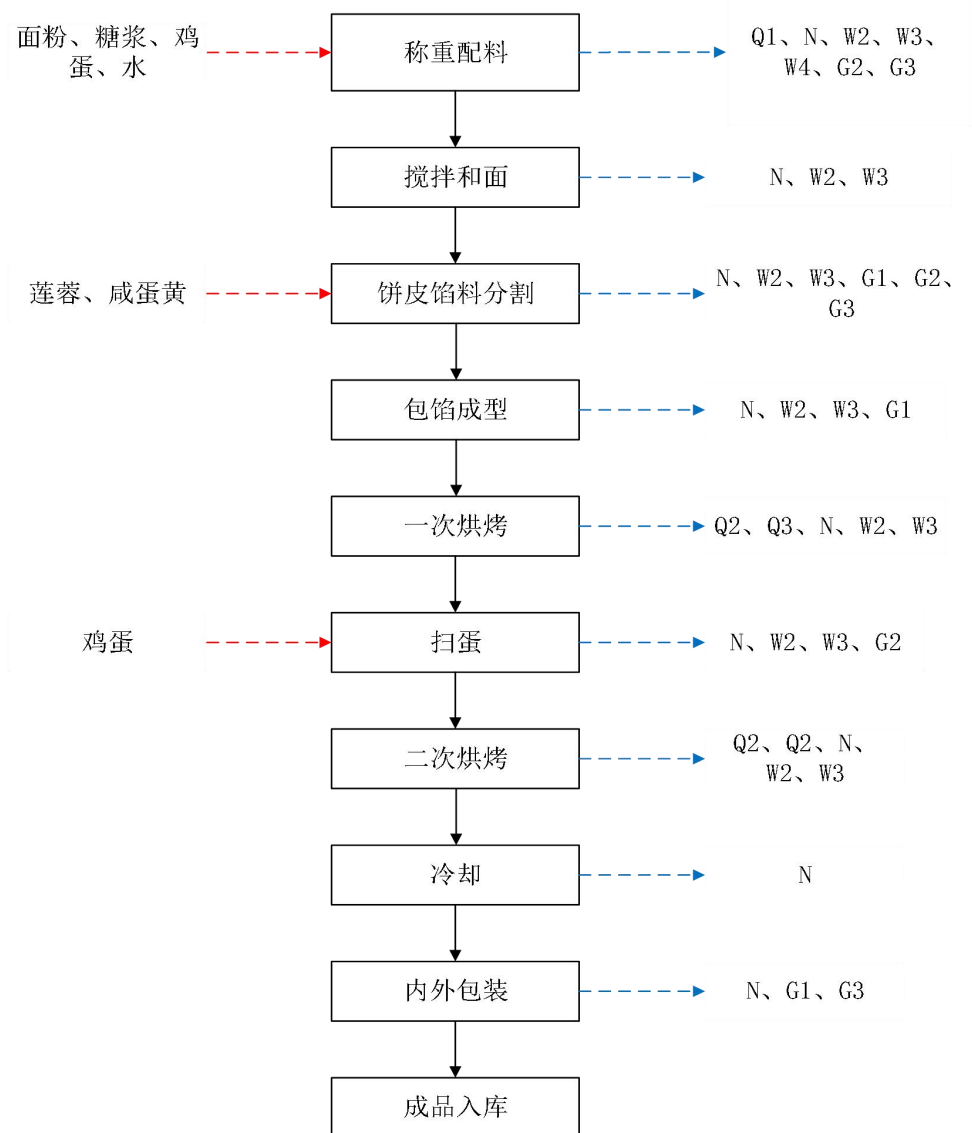 面粉、糖浆、鸡
蛋、水
称重配料
Q1、N、W2、W3、
W4、G2、G3
搅拌和面
N、W2、W3
莲蓉、咸蛋黄
饼皮馅料分割
N、W2、W3、G1、G2、
G3
包馅成型
N、W2、W3、G1
一次烘烤
Q2、Q3、N、W2、W3
鸡蛋
扫蛋
N、W2、W3、G2
二次烘烤
Q2、Q2、N、
W2、W3
冷却
N
内外包装
N、G1、G3
成品入库